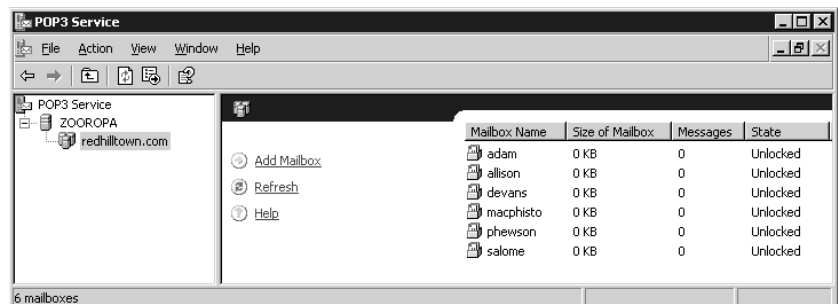 POP3 Service
File Action View Window Help
POP3 Service
ZOOROPA
redhilltown.com
Add Mailbox
Refresh
Help
Mailbox Name Size of Mailbox Messages State
adam 0 KB 0 Unlocked
allison 0 KB 0 Unlocked
devans 0 KB 0 Unlocked
macphisto 0 KB 0 Unlocked
phewson 0 KB 0 Unlocked
salome 0 KB 0 Unlocked
6 mailboxes